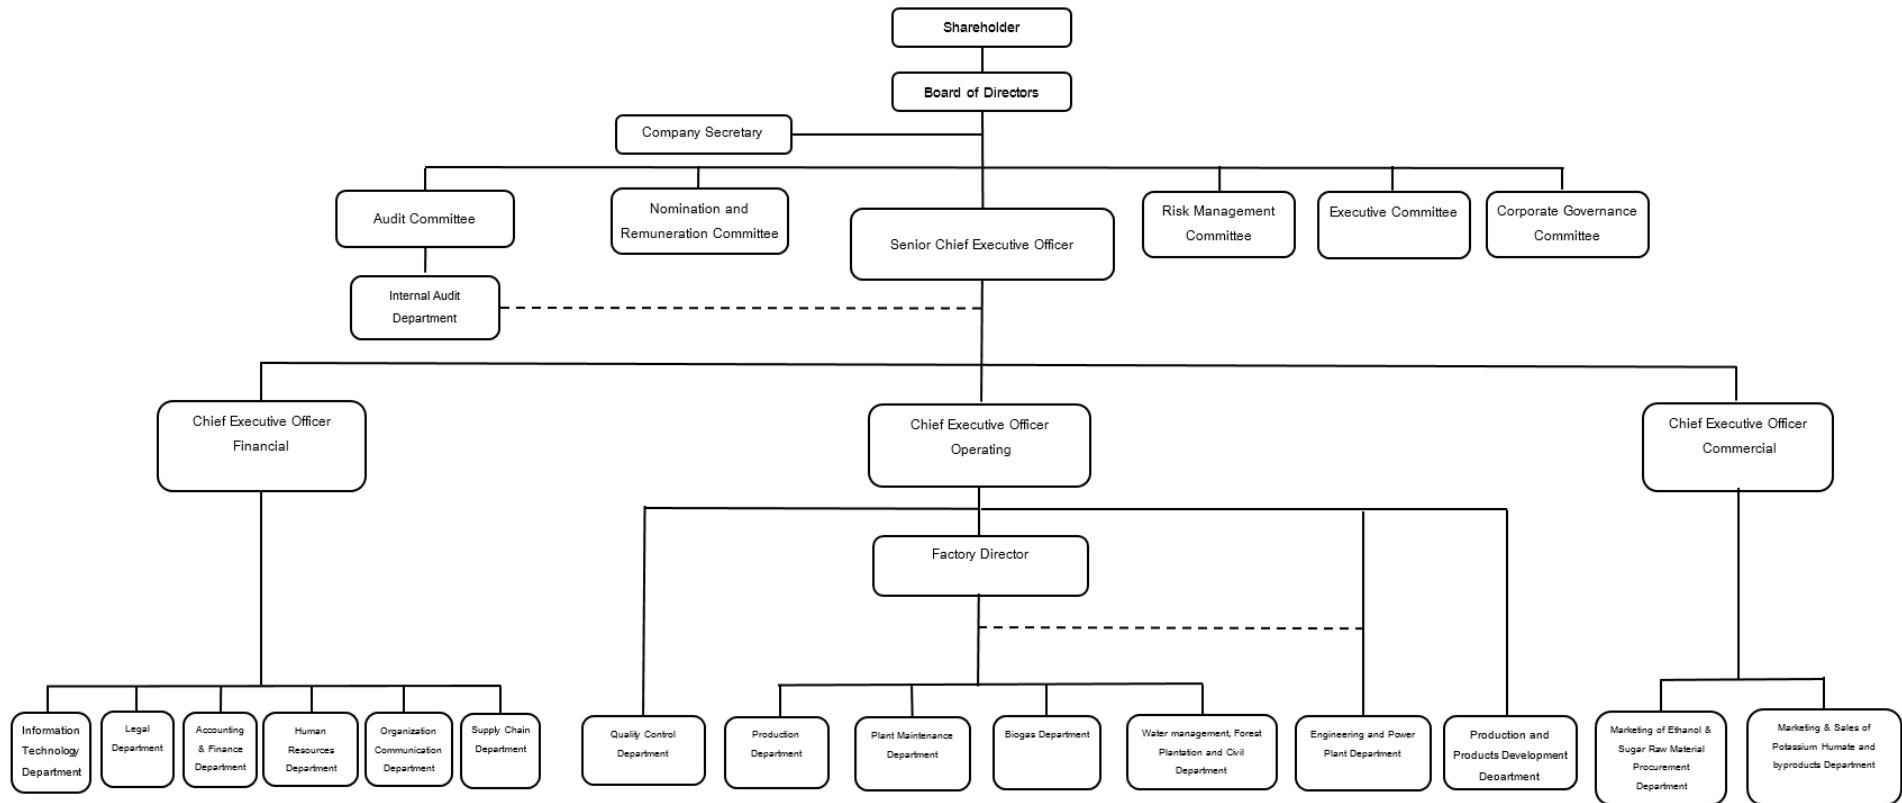 Shareholder
Board of Directors
Company Secretary
Audit Committee
Nomination and
Remuneration Committee
Senior Chief Executive Officer
Risk Management
Committee
Executive Committee
Corporate Governance
Committee
Internal Audit
Department
Chief Executive Officer
Financial
Chief Executive Officer
Operating
Chief Executive Officer
Commercial
Factory Director
Information
Technology
Department
Legal
Department
Accounting
& Finance
Department
Human
Resources
Department
Organization
Communication
Department
Supply Chain
Department
Quality Control
Department
Production
Department
Plant Maintenance
Department
Biogas Department
Water management, Forest
Plantation and Civil
Department
Engineering and Power
Plant Department
Production and
Products Development
Department
Marketing of Ethanol &
Sugar Raw Material
Procurement
Department
Marketing & Sales of
Potassium Humate and
byproducts Department